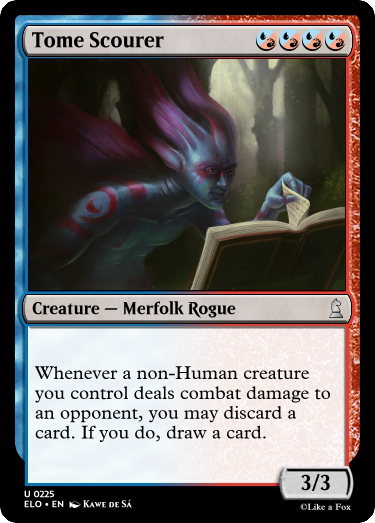 Tome Scourer
Creature — Merfolk Rogue
Whenever a non-Human creature
you control deals combat damage to
an opponent, you may discard a
card. If you do, draw a card.
3/3
U 0225
ELO • EN Kawe de Sá
©Like a Fox